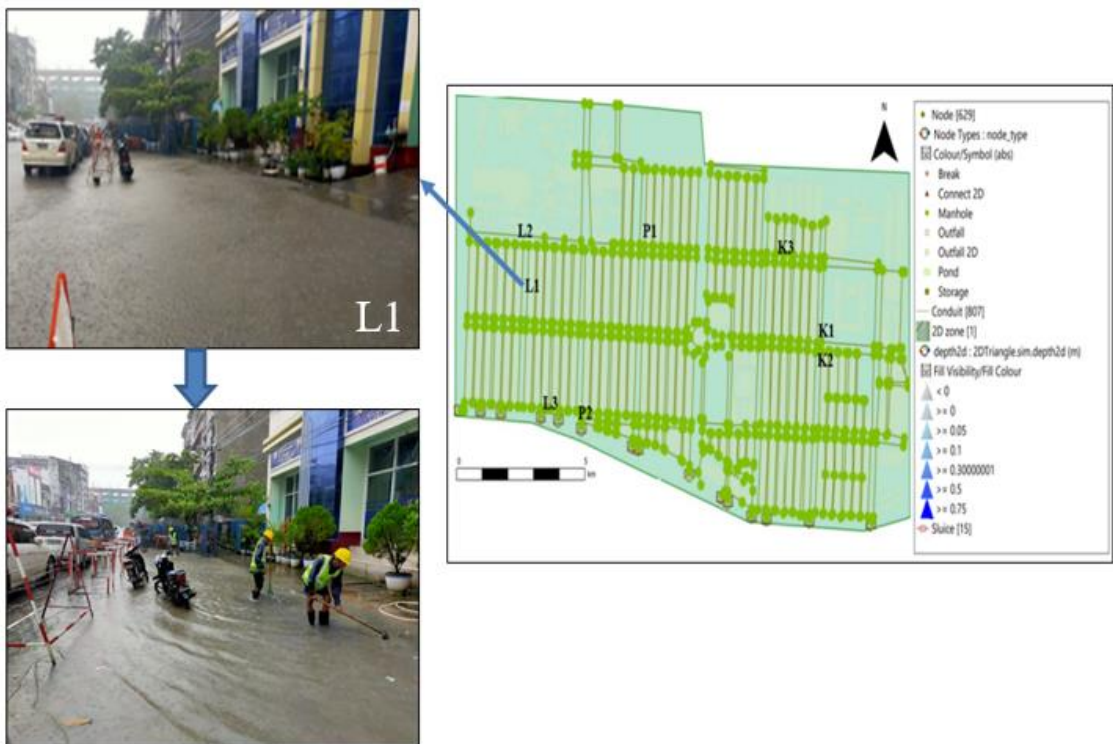 L1
N
L2
P1
K3
L1
K1
K2
L3
P2
0
5
km
Node [629]
Node Types : node_type
Colour/Symbol (abs)
Break
Connect 2D
Manhole
Outfall
Outfall 2D
Pond
Storage
Conduit [807]
2D zone [1]
depth2d : 2DTriangle.sim.depth2d (m)
Fill Visibility/Fill Colour
< 0
>= 0
>= 0.05
>= 0.1
>= 0.30000001
>= 0.5
>= 0.75
Sluice [15]